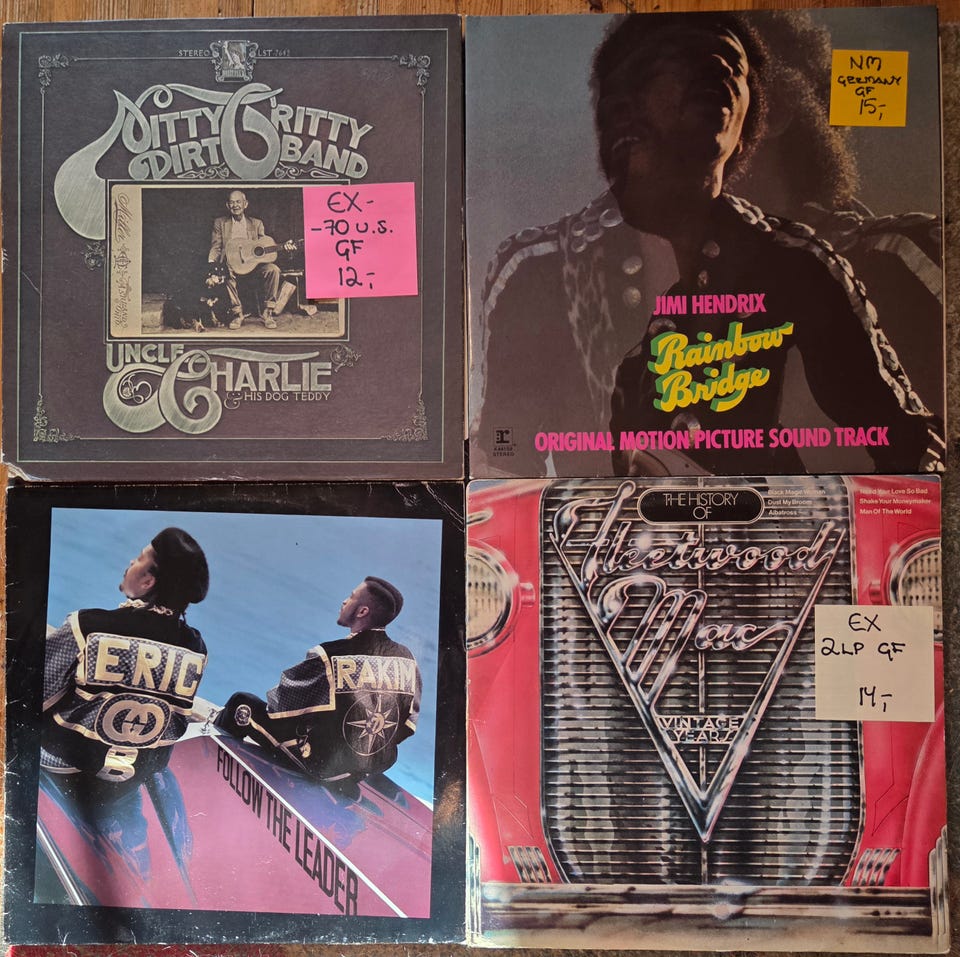 STEREO LST-7642
NITTY GRITTY
DIRT BAND
EX-
-70 U.S.
GF
12,-
UNCLE
CHARLIE
& HIS DOG TEDDY
NM
GERMANY
GF
15,-
JIMI HENDRIX
Rainbow
Bridge
ORIGINAL MOTION PICTURE SOUND TRACK
r
K44159
STEREO
ERIC
B
RAKIM
FOLLOW THE LEADER
THE HISTORY
OF
Black Magic Woman
Dust My Broom
Albatross
Need Your Love So Bad
Shake Your Moneymaker
Man Of The World
Fleetwood
Mac
VINTAGE
YEARS
EX
2LP GF
14,-